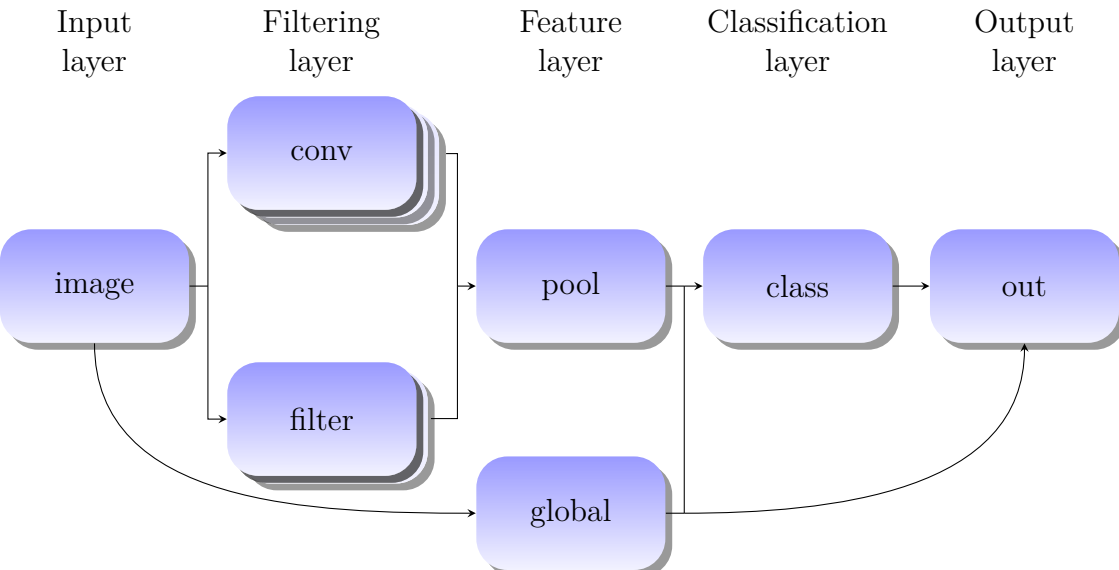 Input
layer
Filtering
layer
Feature
layer
Classification
layer
Output
layer
conv
image
pool
class
out
filter
global